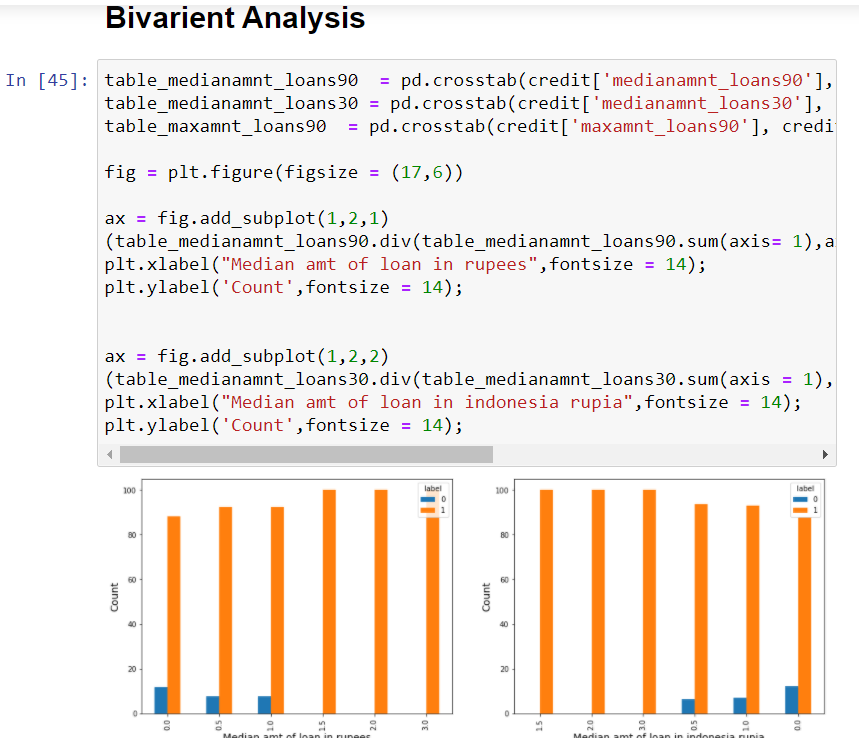 Bivarient Analysis
In [45]:
table_medianamnt_loans90  = pd.crosstab(credit['medianamnt_loans90'],
table_medianamnt_loans30 = pd.crosstab(credit['medianamnt_loans30'],
table_maxamnt_loans90  = pd.crosstab(credit['maxamnt_loans90'], credi
fig = plt.figure(figsize = (17,6))
ax = fig.add_subplot(1,2,1)
(table_medianamnt_loans90.div(table_medianamnt_loans90.sum(axis= 1),a
plt.xlabel("Median amt of loan in rupees",fontsize = 14);
plt.ylabel('Count',fontsize = 14);
ax = fig.add_subplot(1,2,2)
(table_medianamnt_loans30.div(table_medianamnt_loans30.sum(axis = 1),
plt.xlabel("Median amt of loan in indonesia rupia",fontsize = 14);
plt.ylabel('Count',fontsize = 14);
label
0
1
100
80
60
40
20
0
Count
0.0 0.5 1.0 1.5 2.0 3.0
Median amt of loan in rupees
label
0
1
100
80
60
40
20
0
Count
1.5 2.0 3.0 0.5 1.0 0.0
Median amt of loan in indonesia rupia